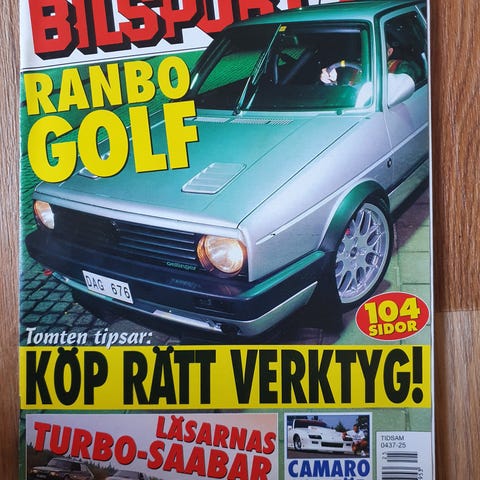 BILSPORT
RANBO
GOLF
oettinger
DAG 676
104
SIDOR
Tomten tipsar:
KÖP RÄTT VERKTYG!
LÄSARNAS
TURBO-SAABAR
CAMARO
TIDSAM
0437-25